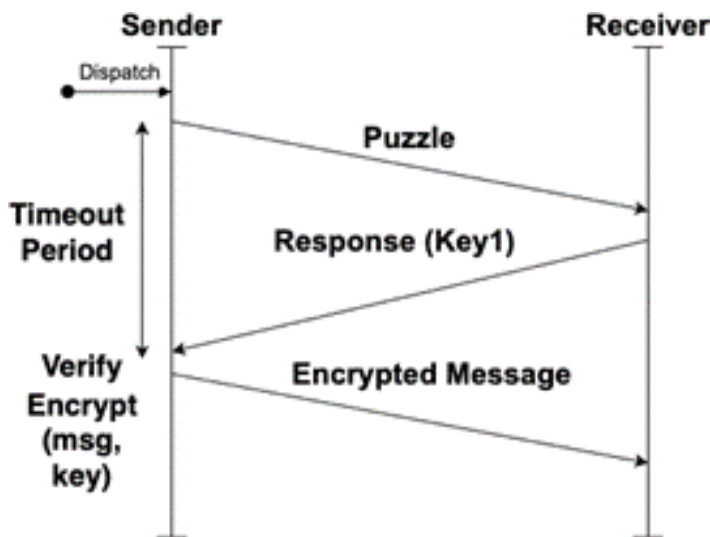 Sender
Receiver
Dispatch
Puzzle
Timeout
Period
Response (Key1)
Verify
Encrypt
(msg,
key)
Encrypted Message